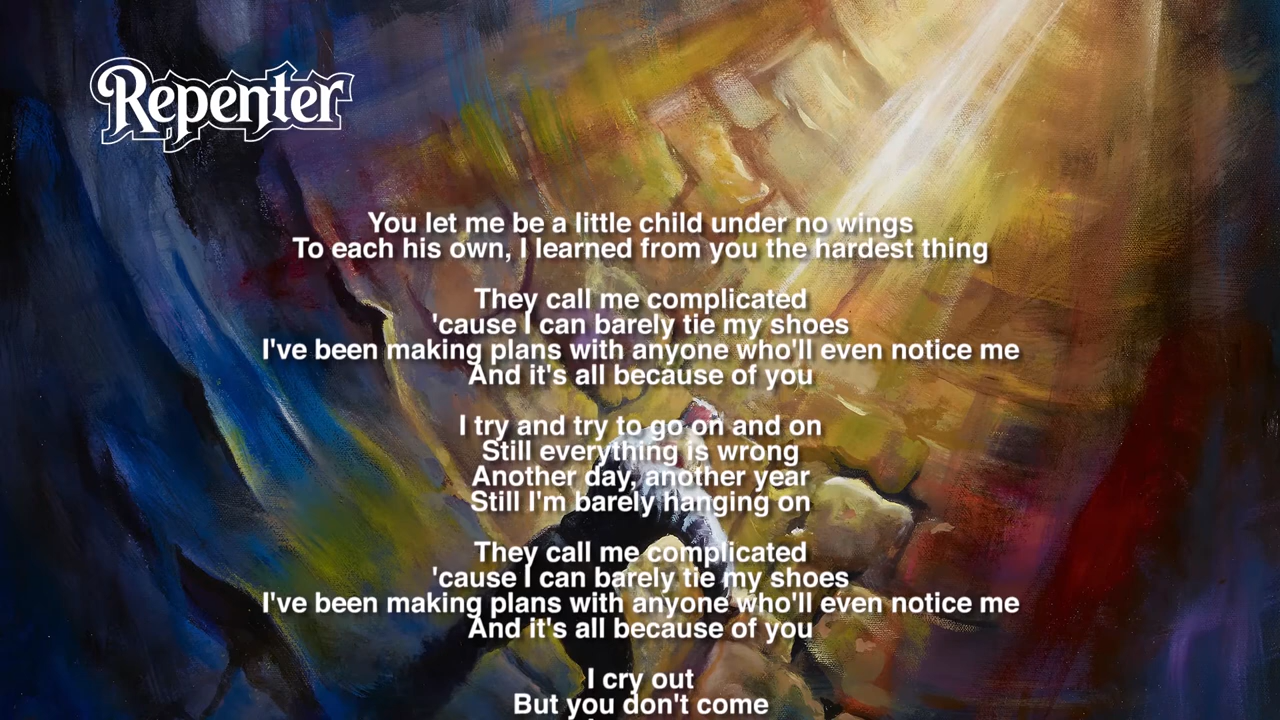 Repenter
You let me be a little child under no wings
To each his own, I learned from you the hardest thing
They call me complicated
'cause I can barely tie my shoes
I've been making plans with anyone who'll even notice me
And it's all because of you
I try and try to go on and on
Still everything is wrong
Another day, another year
Still I'm barely hanging on
They call me complicated
'cause I can barely tie my shoes
I've been making plans with anyone who'll even notice me
And it's all because of you
I cry out
But you don't come